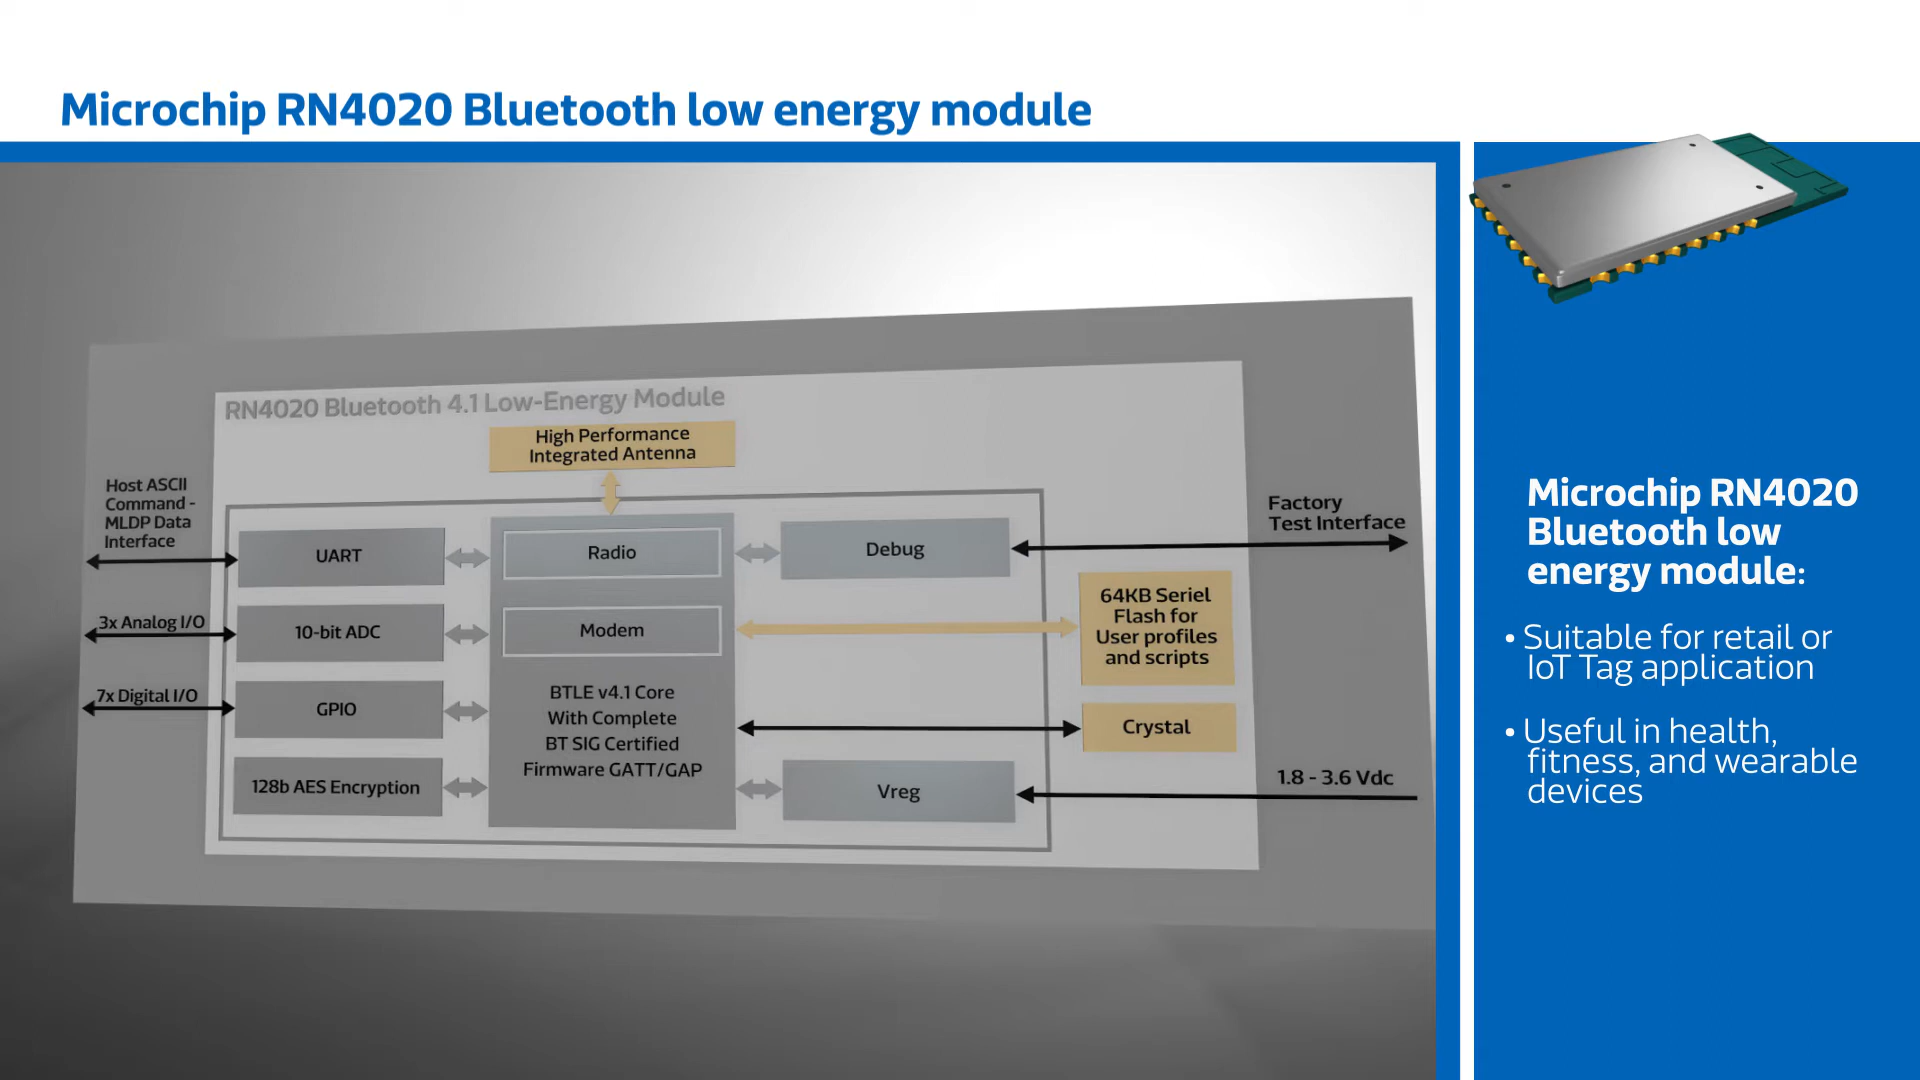 Microchip RN4020 Bluetooth low energy module
RN4020 Bluetooth 4.1 Low-Energy Module
High Performance
Integrated Antenna
Host ASCII
Command -
MLDP Data
Interface
UART
Radio
Debug
Factory
Test Interface
3x Analog I/O
10-bit ADC
Modem
64KB Seriel
Flash for
User profiles
and scripts
7x Digital I/O
GPIO
BTLE v4.1 Core
With Complete
BT SIG Certified
Firmware GATT/GAP
Crystal
128b AES Encryption
Vreg
1.8 - 3.6 Vdc
Microchip RN4020
Bluetooth low
energy module:
• Suitable for retail or
IoT Tag application
• Useful in health,
fitness, and wearable
devices